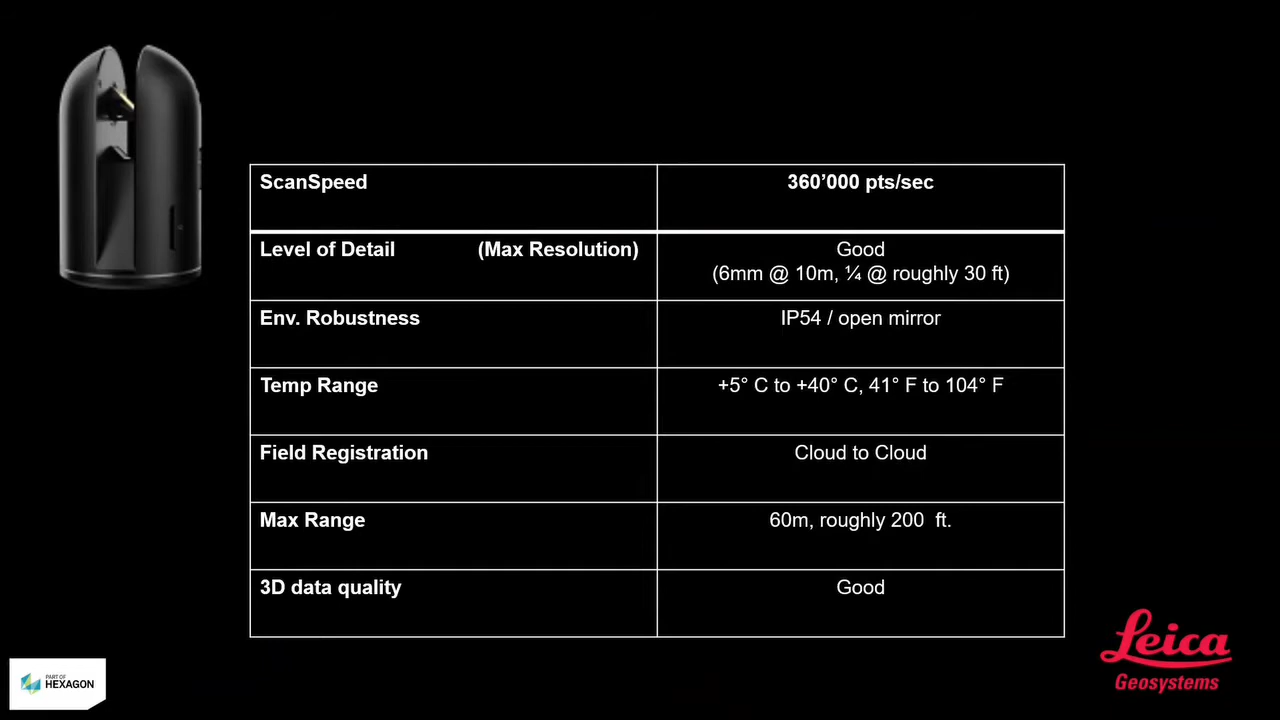 ScanSpeed 360’000 pts/sec
Level of Detail (Max Resolution) Good
(6mm @ 10m, ¼ @ roughly 30 ft)
Env. Robustness IP54 / open mirror
Temp Range +5° C to +40° C, 41° F to 104° F
Field Registration Cloud to Cloud
Max Range 60m, roughly 200 ft.
3D data quality Good
PART OF
HEXAGON
Leica
Geosystems